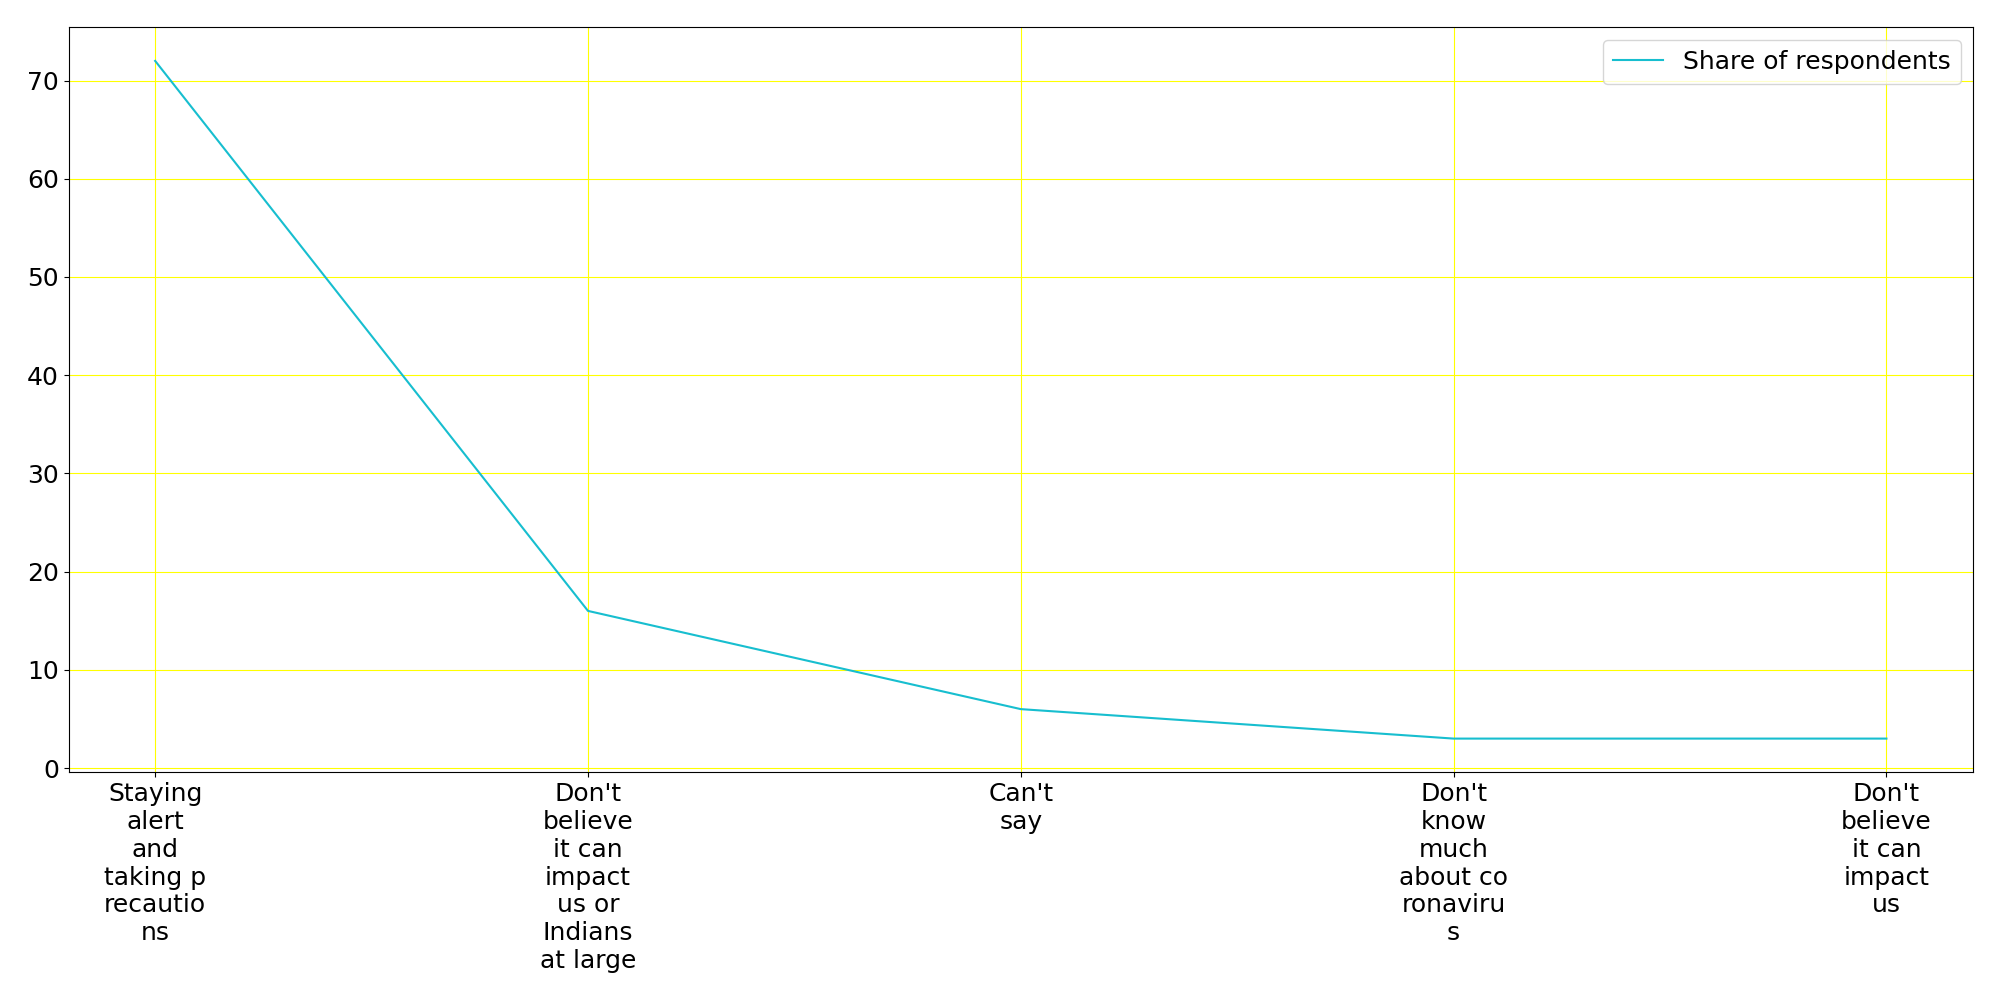 Share of respondents
70
60
50
40
30
20
10
0
Staying
alert
and
taking p
recautio
ns
Don't
believe
it can
impact
us or
Indians
at large
Can't
say
Don't
know
much
about co
ronaviru
s
Don't
believe
it can
impact
us